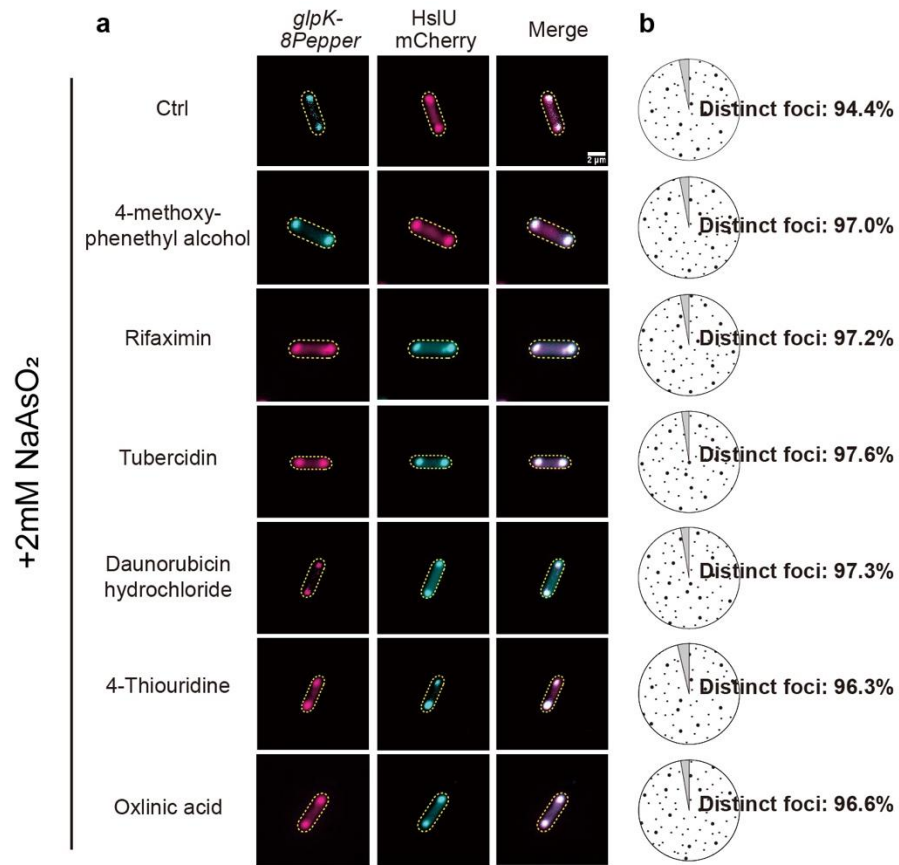 a
glpK-
8Pepper
HslU
mCherry
Merge
b
+2mM NaAsO₂
Ctrl
2 μm
Distinct foci: 94.4%
4-methoxy-
phenethyl alcohol
Distinct foci: 97.0%
Rifaximin
Distinct foci: 97.2%
Tubercidin
Distinct foci: 97.6%
Daunorubicin
hydrochloride
Distinct foci: 97.3%
4-Thiouridine
Distinct foci: 96.3%
Oxlinic acid
Distinct foci: 96.6%